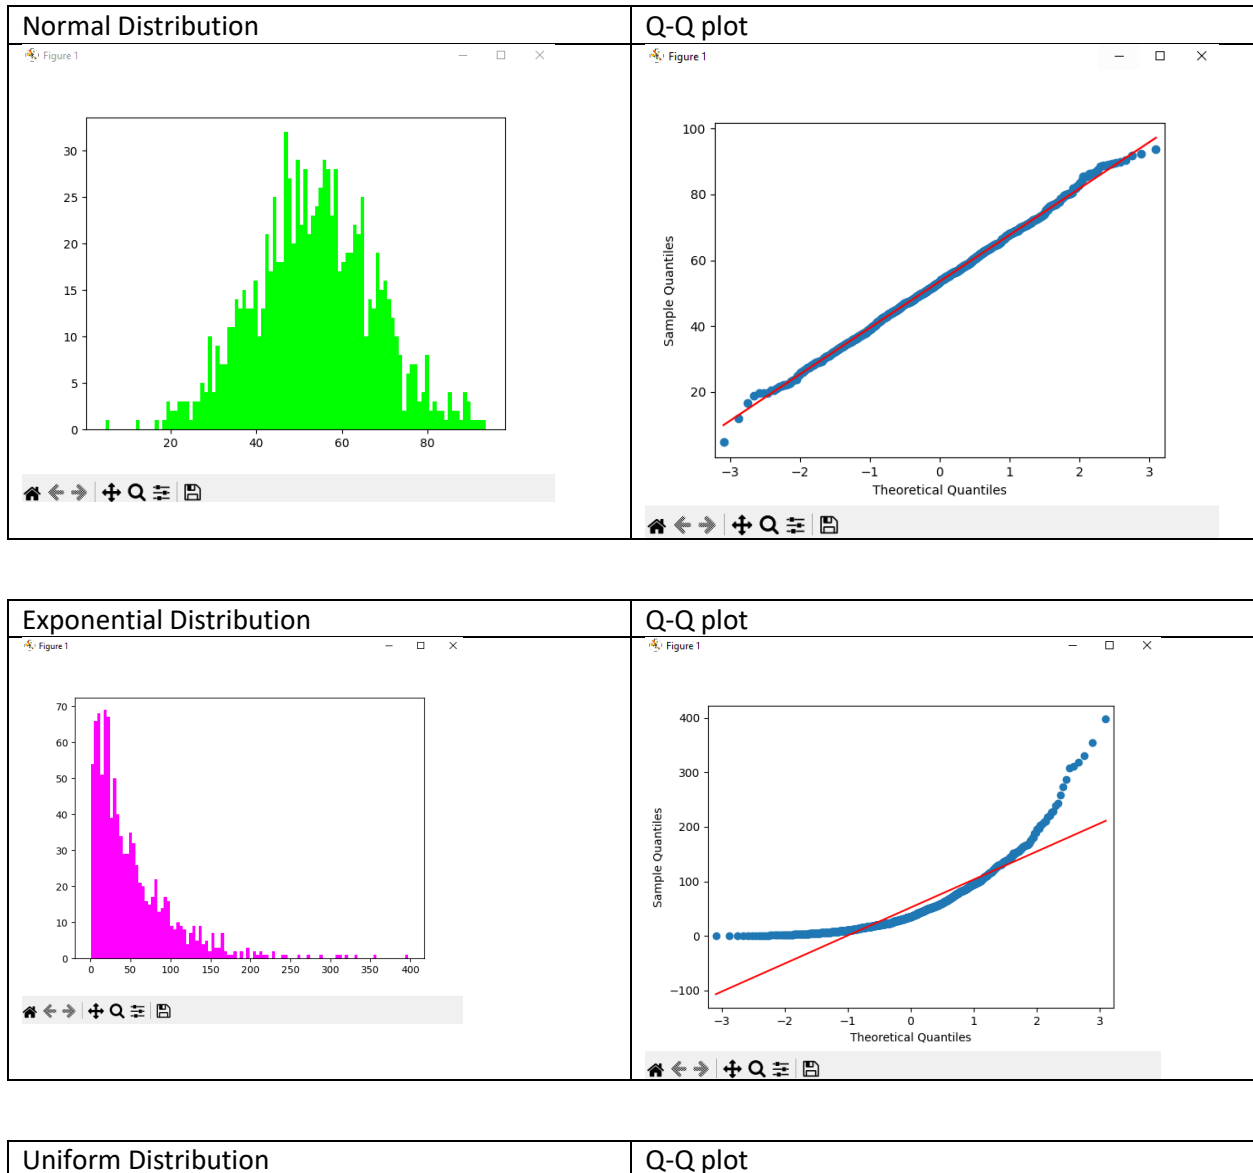 Normal Distribution
Q-Q plot
Figure 1
30
25
20
15
10
5
0
20 40 60 80
Figure 1
100
80
60
40
20
Sample Quantiles
−3 −2 −1 0 1 2 3
Theoretical Quantiles
Exponential Distribution
Q-Q plot
Figure 1
70
60
50
40
30
20
10
0
0 50 100 150 200 250 300 350 400
Figure 1
400
300
200
100
0
−100
Sample Quantiles
−3 −2 −1 0 1 2 3
Theoretical Quantiles
Uniform Distribution
Q-Q plot